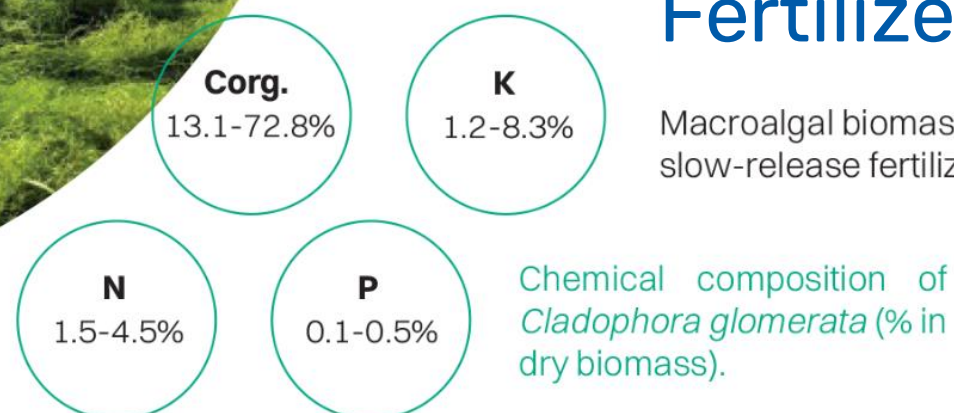 Fertilize
Corg.
13.1-72.8%
K
1.2-8.3%
Macroalgal biomas
slow-release fertiliz
N
1.5-4.5%
P
0.1-0.5%
Chemical composition of
Cladophora glomerata (% in
dry biomass).